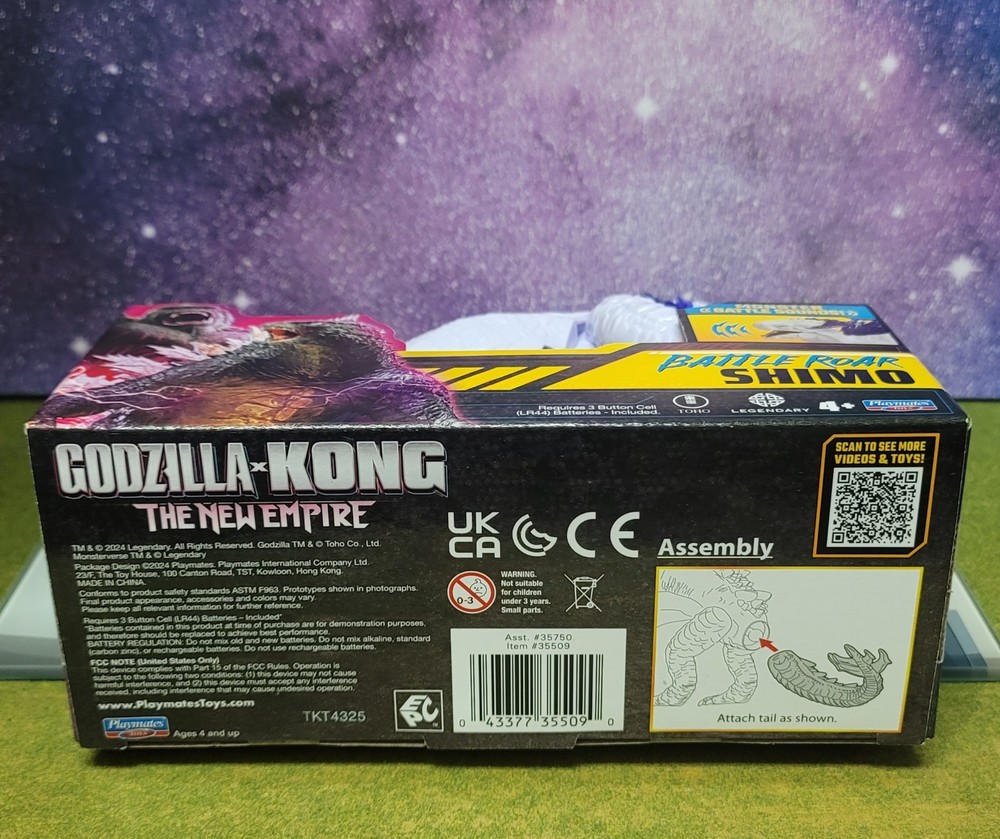 MONSTER
BATTLE SOUNDS!
BATTLE ROAR
SHIMO
Requires 3 Button Cell
(LR44) Batteries - Included.
TOHO
LEGENDARY
4+
Playmates
TOYS
GODZILLA x KONG
THE NEW EMPIRE
TM & © 2024 Legendary. All Rights Reserved. Godzilla TM & © Toho Co., Ltd.
Monsterverse TM & © Legendary
Package Design ©2024 Playmates. Playmates International Company Ltd.
23/F, The Toy House, 100 Canton Road, TST, Kowloon, Hong Kong.
MADE IN CHINA
Conforms to product safety standards ASTM F963. Prototypes shown in photographs.
Final product appearance, accessories and colors may vary.
Please keep all relevant information for further reference.
Requires 3 Button Cell (LR44) Batteries – Included*
*Batteries contained in this product at time of purchase are for demonstration purposes,
and therefore should be replaced to achieve best performance.
BATTERY REGULATION: Do not mix old and new batteries. Do not mix alkaline, standard
(carbon zinc), or rechargeable batteries. Do not use rechargeable batteries.
FCC NOTE (United States Only)
This device complies with Part 15 of the FCC Rules. Operation is
subject to the following two conditions: (1) this device may not cause
harmful interference, and (2) this device must accept any interference
received, including interference that may cause undesired operation.
www.PlaymatesToys.com
Playmates
TOYS
Ages 4 and up
TKT4325
EPC
UK
CA
CE
0-3
WARNING.
Not suitable
for children
under 3 years.
Small parts.
Asst. #35750
Item #35509
0 43377 35509 0
SCAN TO SEE MORE
VIDEOS & TOYS!
Assembly
Attach tail as shown.